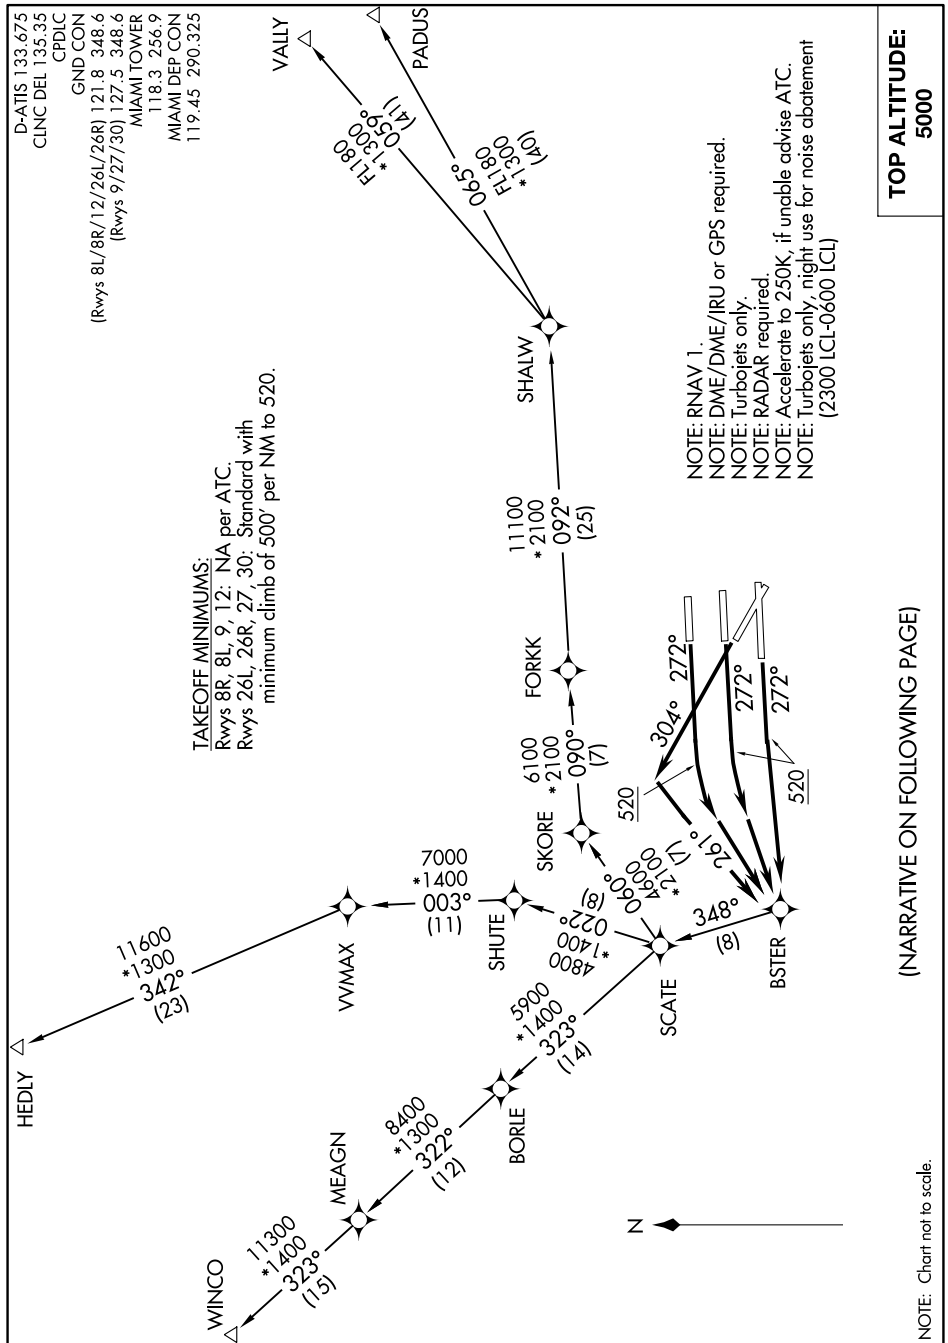 D-ATIS 133.675
CLNC DEL 135.35
CPDLC
GND CON
(Rwys 8L/8R/12/26L/26R) 121.8 348.6
(Rwys 9/27/30) 127.5 348.6
MIAMI TOWER
118.3 256.9
MIAMI DEP CON
119.45 290.325
TOP ALTITUDE:
5000
TAKEOFF MINIMUMS:
Rwys 8R, 8L, 9, 12: NA per ATC.
Rwys 26L, 26R, 27, 30: Standard with
minimum climb of 500' per NM to 520.
VALLY
PADUS
FL180
*1300
059°
(41)
065°
FL180
*1300
(40)
SHALW
11100
*2100
092°
(25)
FORKK
6100
*2100
090°
(7)
SKORE
060°
4600
*2100
(7)
HEDLY
11600
*1300
342°
(23)
VVMAX
7000
*1400
003°
(11)
SHUTE
(8)
022°
*1400
4800
WINCO
11300
*1400
323°
(15)
MEAGN
8400
*1300
322°
(12)
BORLE
5900
*1400
323°
(14)
SCATE
348°
(8)
BSTER
261°
304°
272°
272°
272°
520
520
N
NOTE: RNAV 1.
NOTE: DME/DME/IRU or GPS required.
NOTE: Turbojets only.
NOTE: RADAR required.
NOTE: Accelerate to 250K, if unable advise ATC.
NOTE: Turbojets only, night use for noise abatement
(2300 LCL-0600 LCL)
(NARRATIVE ON FOLLOWING PAGE)
NOTE: Chart not to scale.